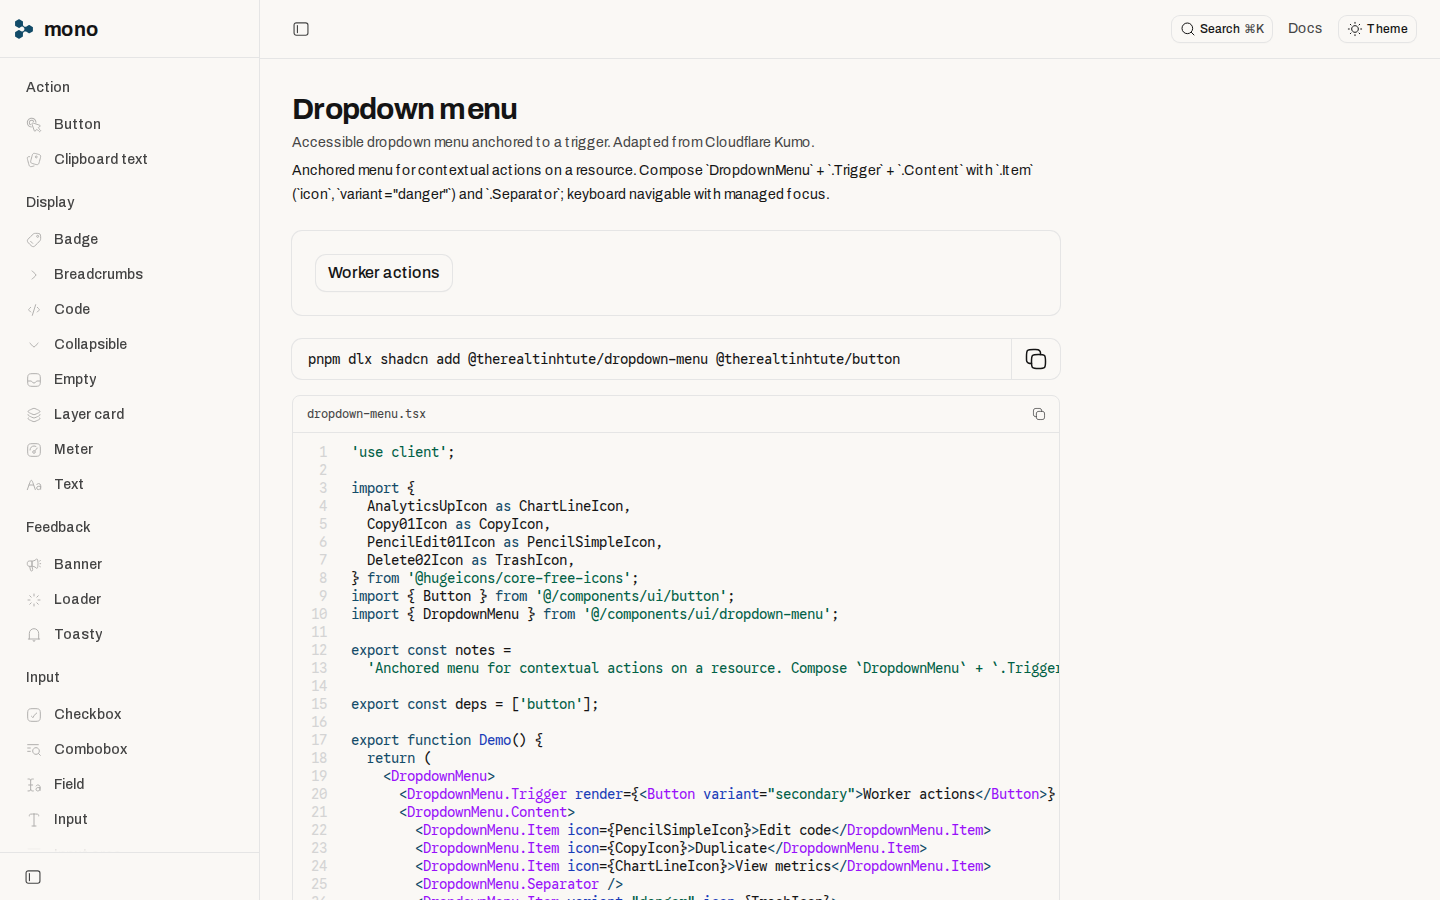 mono
Search ⌘K
Docs
Theme
Action
Button
Clipboard text
Display
Badge
Breadcrumbs
Code
Collapsible
Empty
Layer card
Meter
Text
Feedback
Banner
Loader
Toasty
Input
Checkbox
Combobox
Field
Input
Dropdown menu
Accessible dropdown menu anchored to a trigger. Adapted from Cloudflare Kumo.
Anchored menu for contextual actions on a resource. Compose `DropdownMenu` + `.Trigger` + `.Content` with `.Item`
(`icon`, `variant="danger"`) and `.Separator`; keyboard navigable with managed focus.
Worker actions
pnpm dlx shadcn add @therealtinhtute/dropdown-menu @therealtinhtute/button
dropdown-menu.tsx
1 'use client';
2
3 import {
4 AnalyticsUpIcon as ChartLineIcon,
5 Copy01Icon as CopyIcon,
6 PencilEdit01Icon as PencilSimpleIcon,
7 Delete02Icon as TrashIcon,
8 } from '@hugeicons/core-free-icons';
9 import { Button } from '@/components/ui/button';
10 import { DropdownMenu } from '@/components/ui/dropdown-menu';
11
12 export const notes =
13 'Anchored menu for contextual actions on a resource. Compose `DropdownMenu` + `.Trigger
14
15 export const deps = ['button'];
16
17 export function Demo() {
18 return (
19 <DropdownMenu>
20 <DropdownMenu.Trigger render={<Button variant="secondary">Worker actions</Button>}
21 <DropdownMenu.Content>
22 <DropdownMenu.Item icon={PencilSimpleIcon}>Edit code</DropdownMenu.Item>
23 <DropdownMenu.Item icon={CopyIcon}>Duplicate</DropdownMenu.Item>
24 <DropdownMenu.Item icon={ChartLineIcon}>View metrics</DropdownMenu.Item>
25 <DropdownMenu.Separator />
26 <DropdownMenu.Item variant="danger" icon={TrashIcon}>